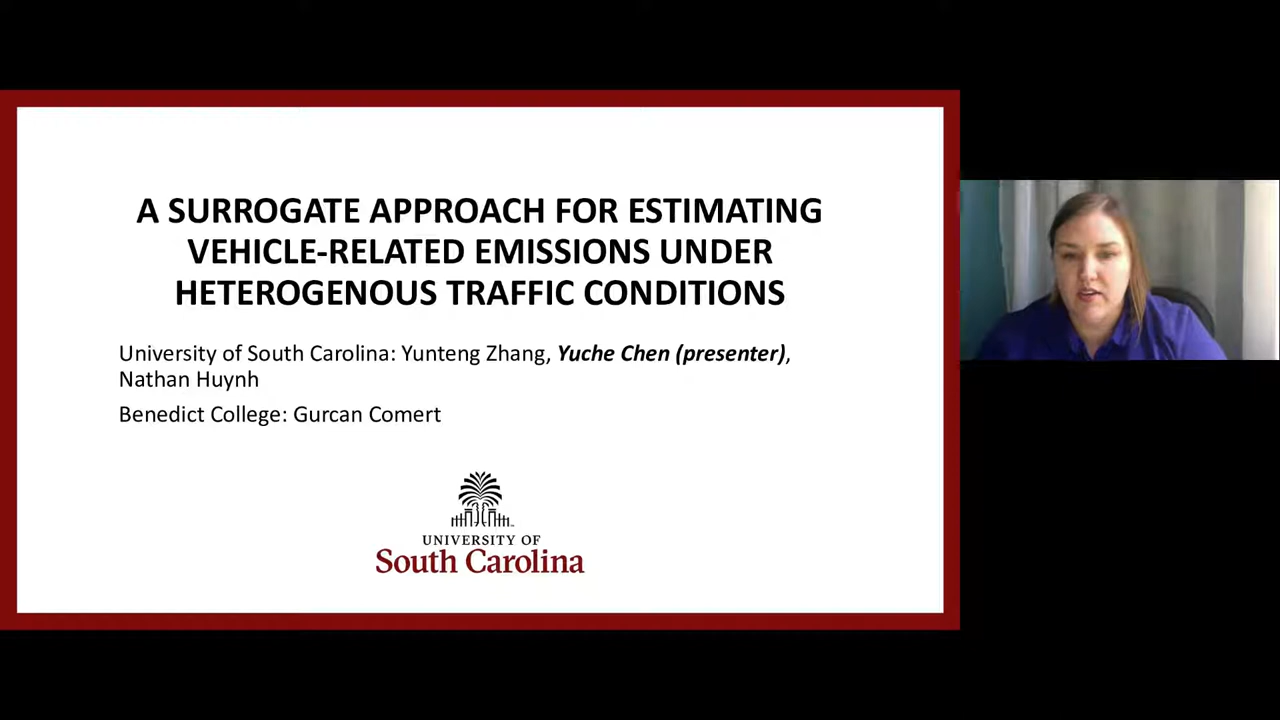 A SURROGATE APPROACH FOR ESTIMATING
VEHICLE-RELATED EMISSIONS UNDER
HETEROGENOUS TRAFFIC CONDITIONS
University of South Carolina: Yunteng Zhang, Yuche Chen (presenter),
Nathan Huynh
Benedict College: Gurcan Comert
UNIVERSITY OF
South Carolina